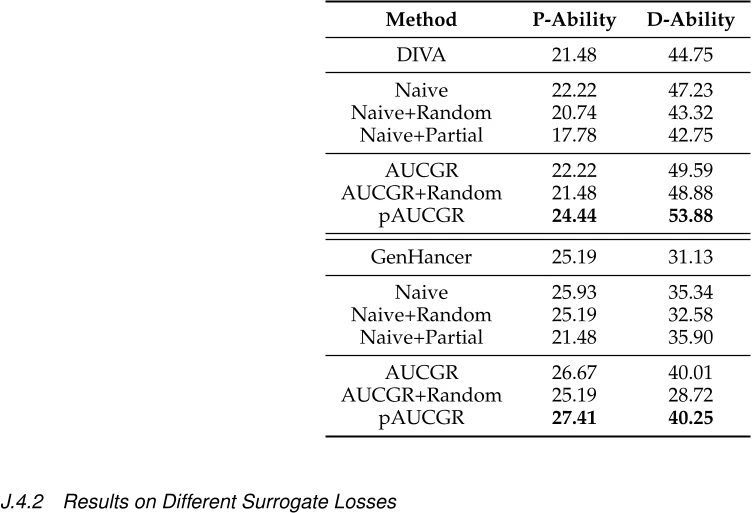 Method P-Ability D-Ability
DIVA 21.48 44.75
Naive 22.22 47.23
Naive+Random 20.74 43.32
Naive+Partial 17.78 42.75
AUCGR 22.22 49.59
AUCGR+Random 21.48 48.88
pAUCGR 24.44 53.88
GenHancer 25.19 31.13
Naive 25.93 35.34
Naive+Random 25.19 32.58
Naive+Partial 21.48 35.90
AUCGR 26.67 40.01
AUCGR+Random 25.19 28.72
pAUCGR 27.41 40.25
J.4.2 Results on Different Surrogate Losses